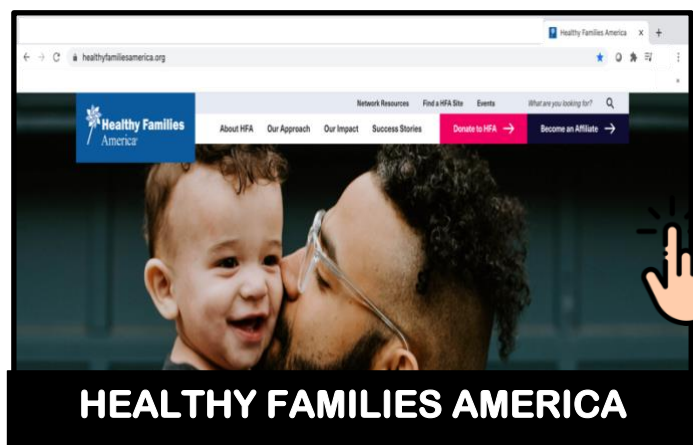 Healthy Families America
healthyfamiliesamerica.org
Network Resources Find a HFA Site Events What are you looking for?
Healthy Families
America
About HFA Our Approach Our Impact Success Stories Donate to HFA → Become an Affiliate →
HEALTHY FAMILIES AMERICA